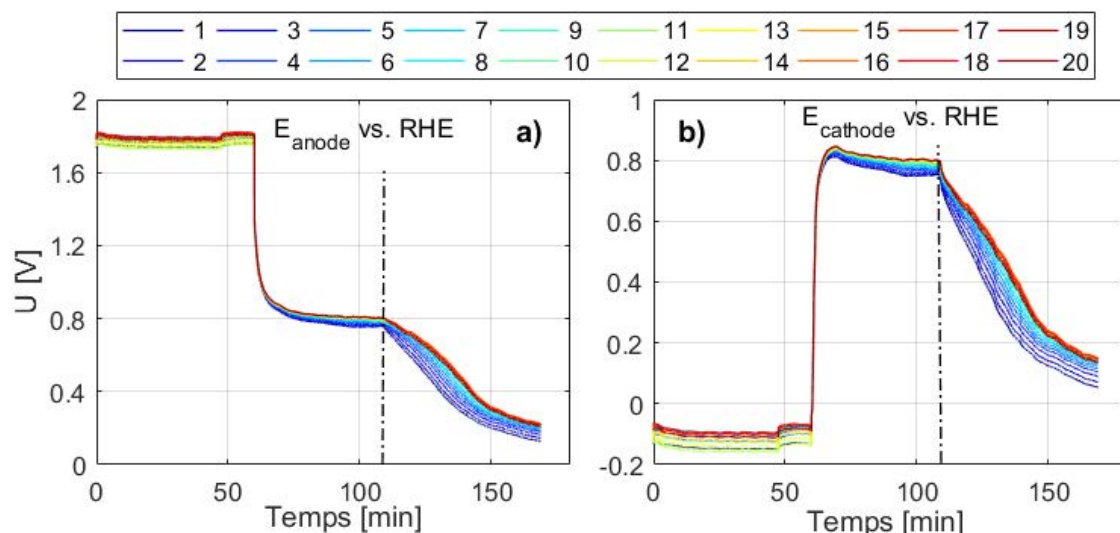 1 3 5 7 9 11 13 15 17 19
2 4 6 8 10 12 14 16 18 20
E_anode vs. RHE a)
E_cathode vs. RHE b)
U [V]
2
1.6
1.2
0.8
0.4
0
0 50 100 150
Temps [min]
1
0.8
0.6
0.4
0.2
0
-0.2
0 50 100 150
Temps [min]